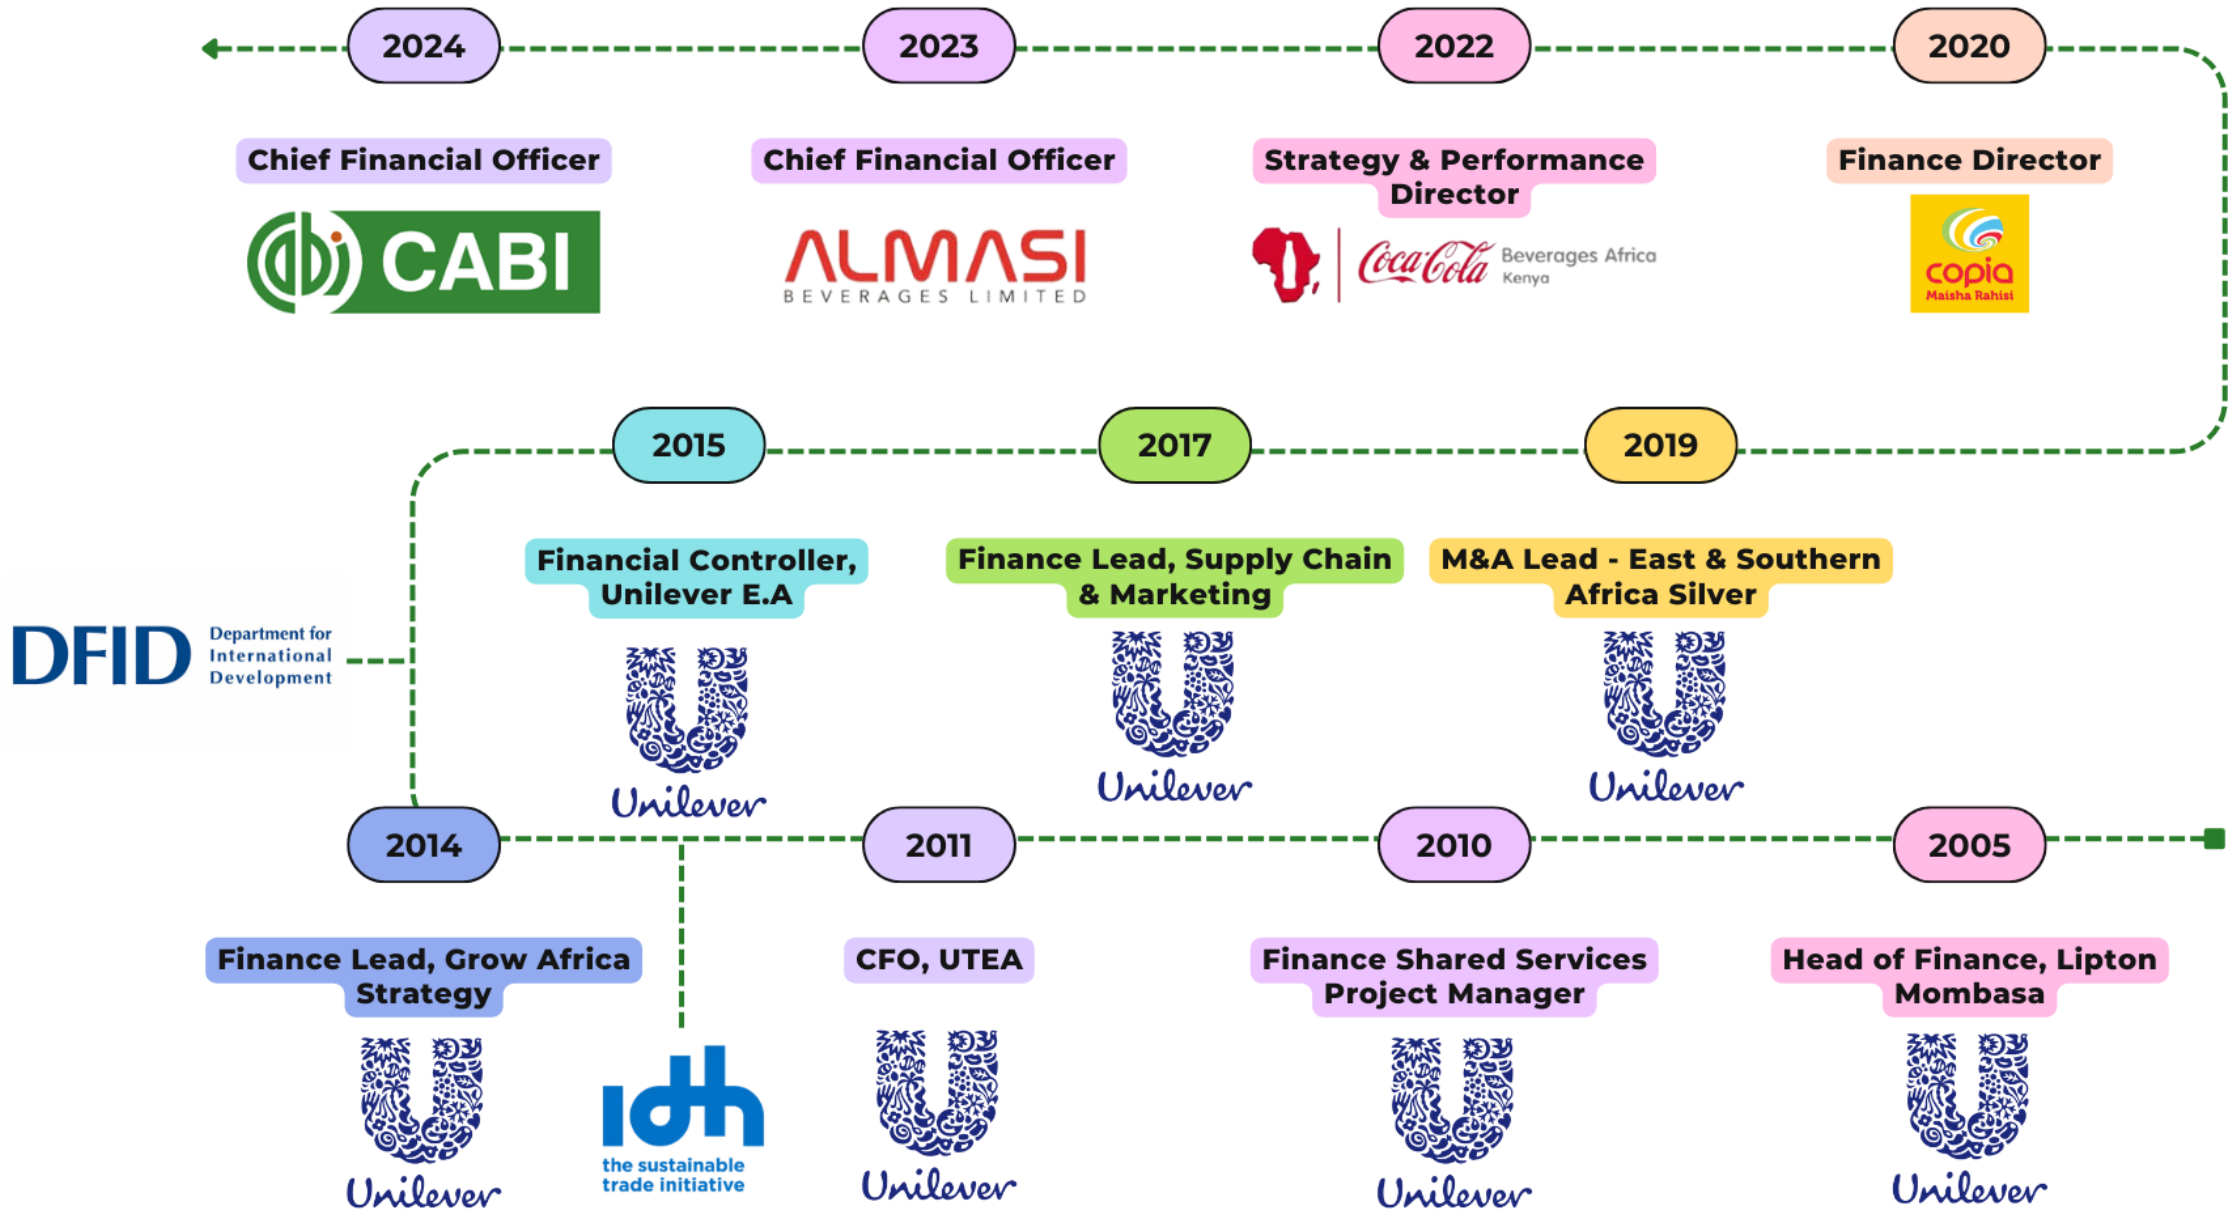 2024
2023
2022
2020
Chief Financial Officer
Chief Financial Officer
Strategy & Performance
Director
Finance Director
abi CABI
ALMASI
BEVERAGES LIMITED
Coca-Cola
Beverages Africa
Kenya
copia
Maisha Rahisi
2015
2017
2019
Financial Controller,
Unilever E.A
Finance Lead, Supply Chain
& Marketing
M&A Lead - East & Southern
Africa Silver
DFID
Department for
International
Development
Unilever
Unilever
Unilever
2014
2011
2010
2005
Finance Lead, Grow Africa
Strategy
CFO, UTEA
Finance Shared Services
Project Manager
Head of Finance, Lipton
Mombasa
Unilever
idh
the sustainable
trade initiative
Unilever
Unilever
Unilever